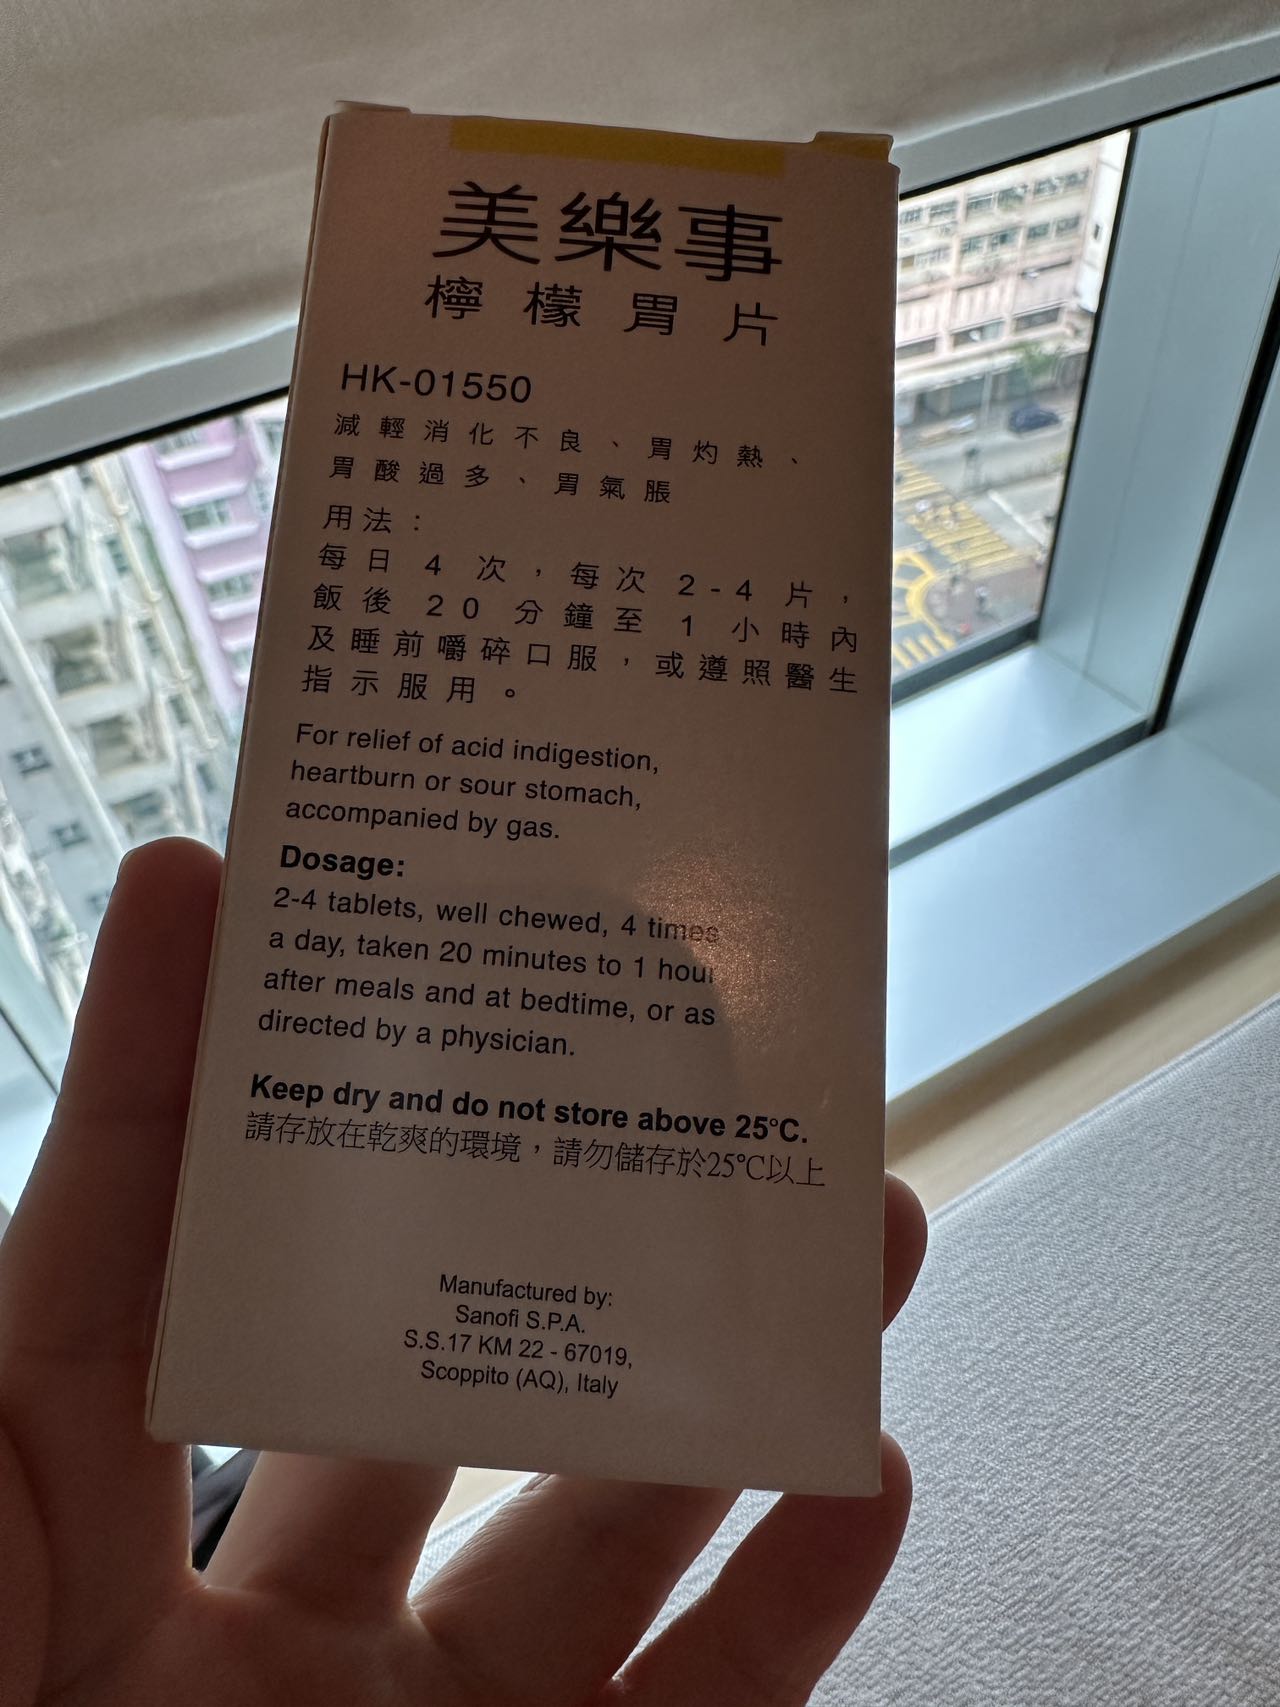 美樂事
檸檬胃片
HK-01550
減輕消化不良、胃灼熱、
胃酸過多、胃氣脹
用法：
每日 4 次，每次 2-4 片，
飯後 20 分鐘至 1 小時內
及睡前嚼碎口服，或遵照醫生
指示服用。
For relief of acid indigestion,
heartburn or sour stomach,
accompanied by gas.
Dosage:
2-4 tablets, well chewed, 4 times
a day, taken 20 minutes to 1 hour
after meals and at bedtime, or as
directed by a physician.
Keep dry and do not store above 25°C.
請存放在乾爽的環境，請勿儲存於25°C以上
Manufactured by:
Sanofi S.P.A.
S.S.17 KM 22 - 67019,
Scoppito (AQ), Italy